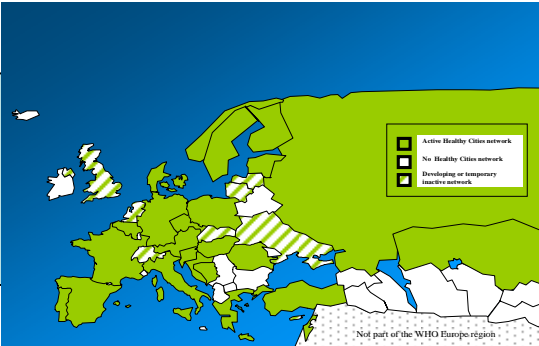 Active Healthy Cities network
No Healthy Cities network
Developing or temporary
inactive network
Not part of the WHO Europe region